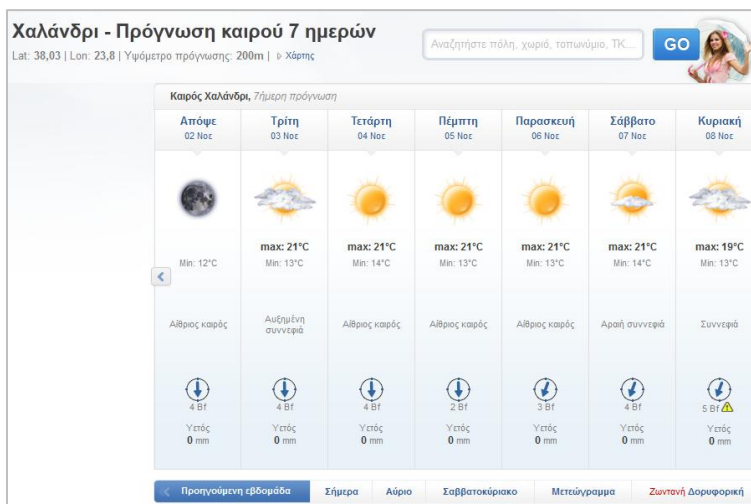 Χαλάνδρι - Πρόγνωση καιρού 7 ημερών
Lat: 38,03 | Lon: 23,8 | Υψόμετρο πρόγνωσης: 200m | Χάρτης
Αναζητήστε πόλη, χωριό, τοπωνύμιο, ΤΚ...
GO
Καιρός Χαλάνδρι, 7ήμερη πρόγνωση
Απόψε Τρίτη Τετάρτη Πέμπτη Παρασκευή Σάββατο Κυριακή
02 Νοε 03 Νοε 04 Νοε 05 Νοε 06 Νοε 07 Νοε 08 Νοε
max: 21°C max: 21°C max: 21°C max: 21°C max: 21°C max: 19°C
Min: 12°C Min: 13°C Min: 14°C Min: 13°C Min: 13°C Min: 14°C Min: 13°C
Αίθριος καιρός Αυξημένη συννεφιά Αίθριος καιρός Αίθριος καιρός Αίθριος καιρός Αραιή συννεφιά Συννεφιά
4 Bf 4 Bf 4 Bf 2 Bf 3 Bf 4 Bf 5 Bf
Υετός Υετός Υετός Υετός Υετός Υετός Υετός
0 mm 0 mm 0 mm 0 mm 0 mm 0 mm 0 mm
Προηγούμενη εβδομάδα Σήμερα Αύριο Σαββατοκύριακο Μετεώγραμμα Ζωντανή Δορυφορική